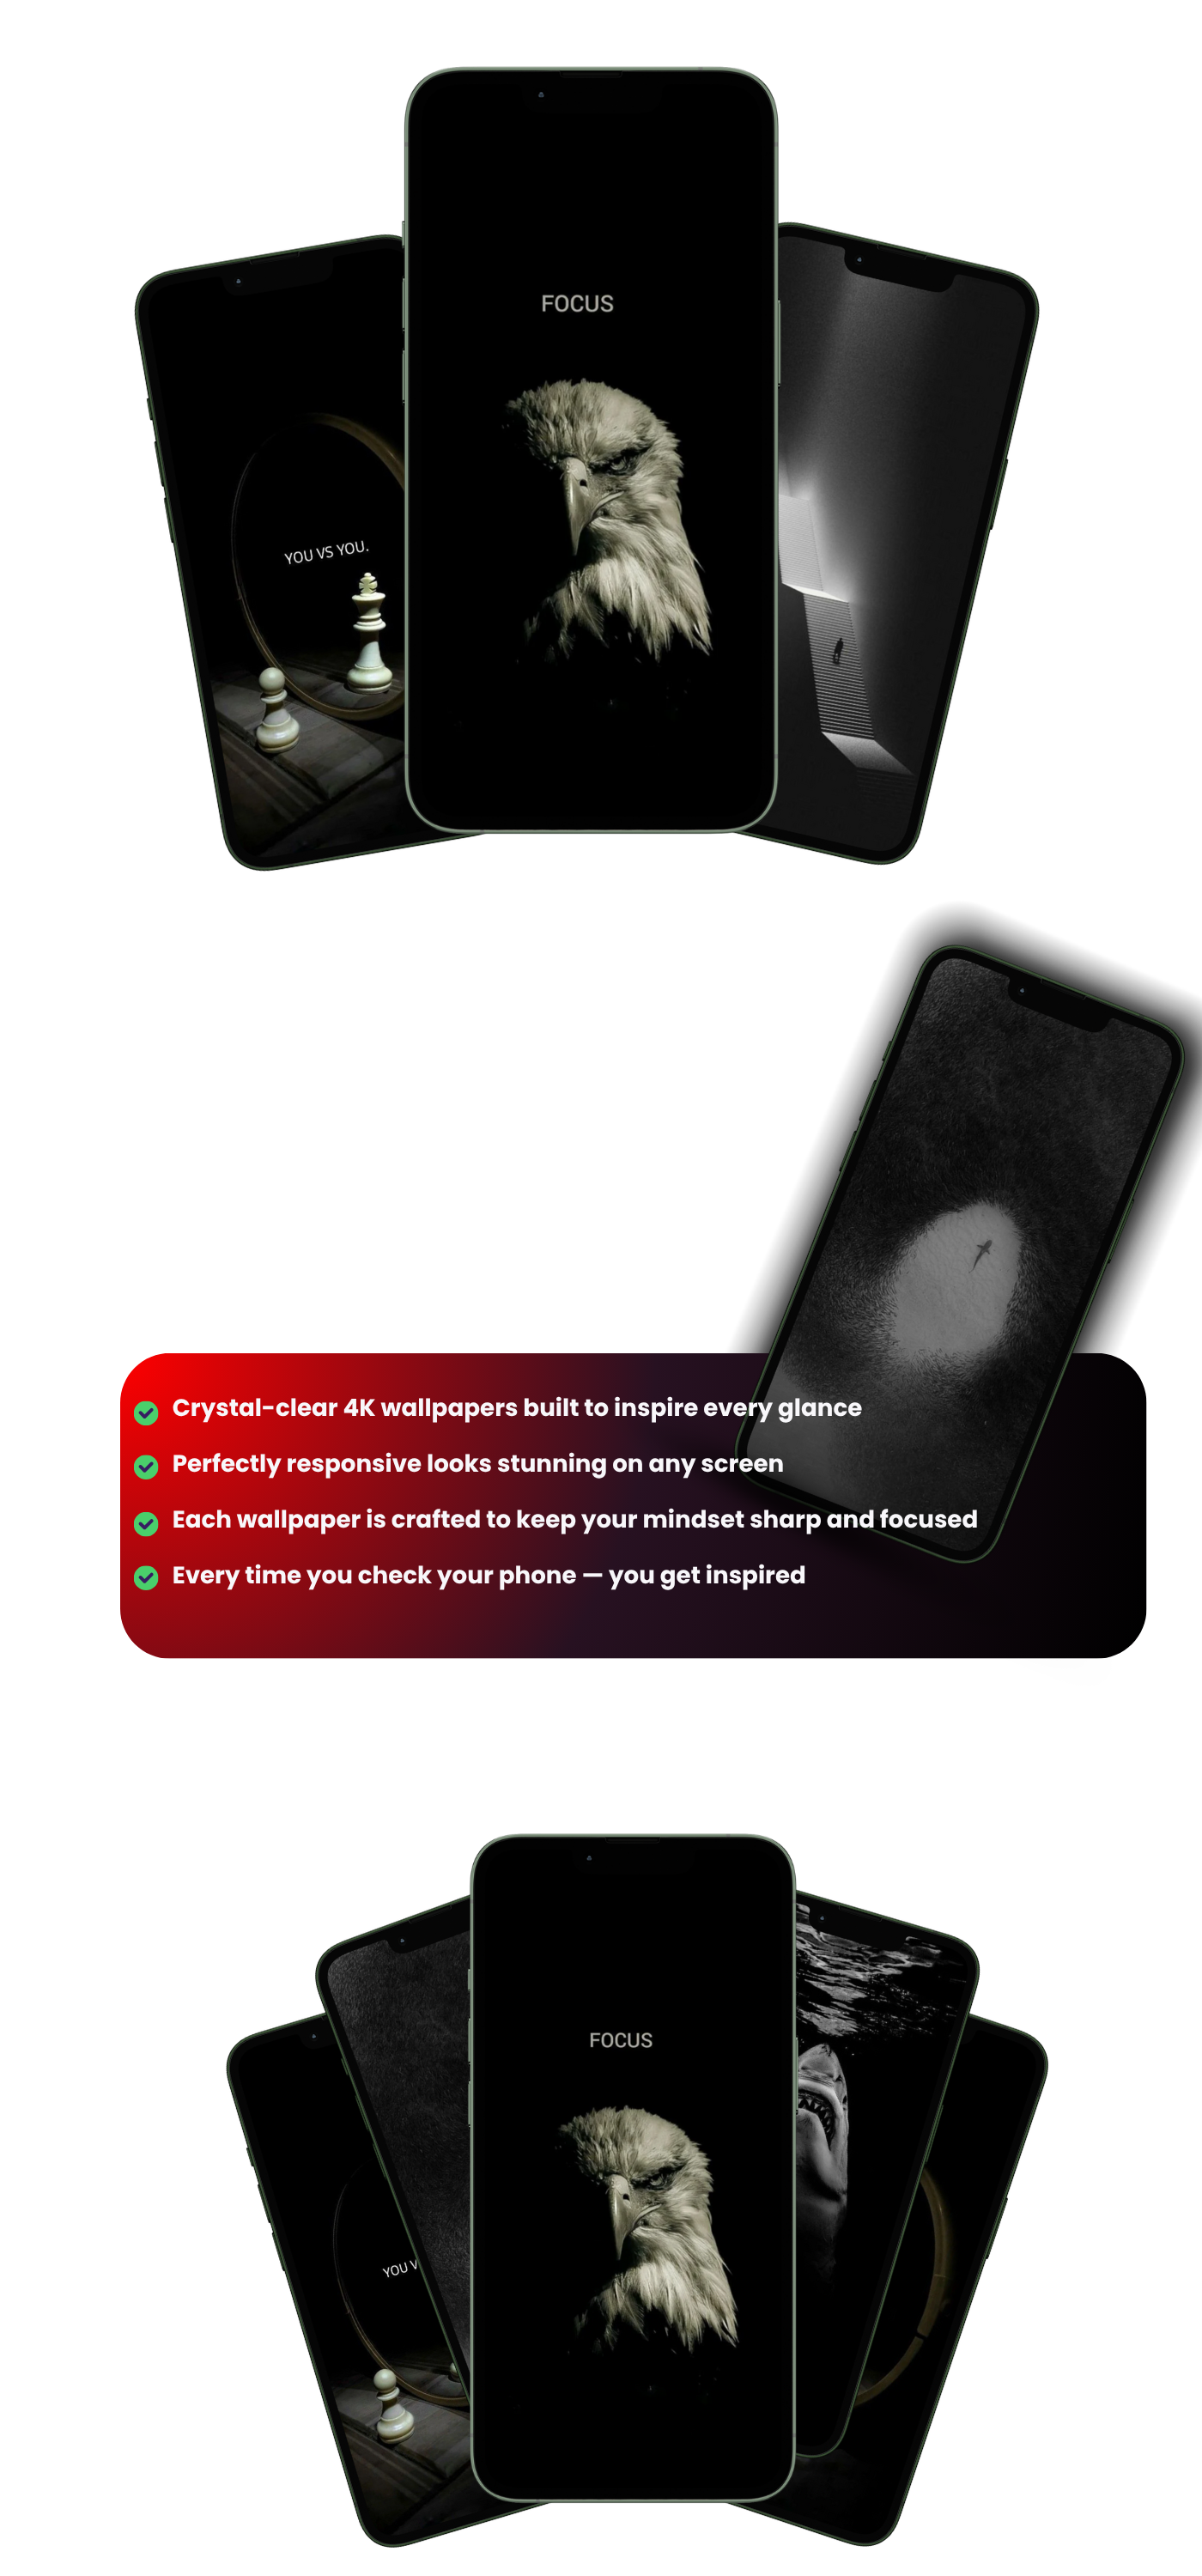 FOCUS
YOU VS YOU.
Crystal-clear 4K wallpapers built to inspire every glance
Perfectly responsive looks stunning on any screen
Each wallpaper is crafted to keep your mindset sharp and focused
Every time you check your phone — you get inspired
FOCUS
YOU V